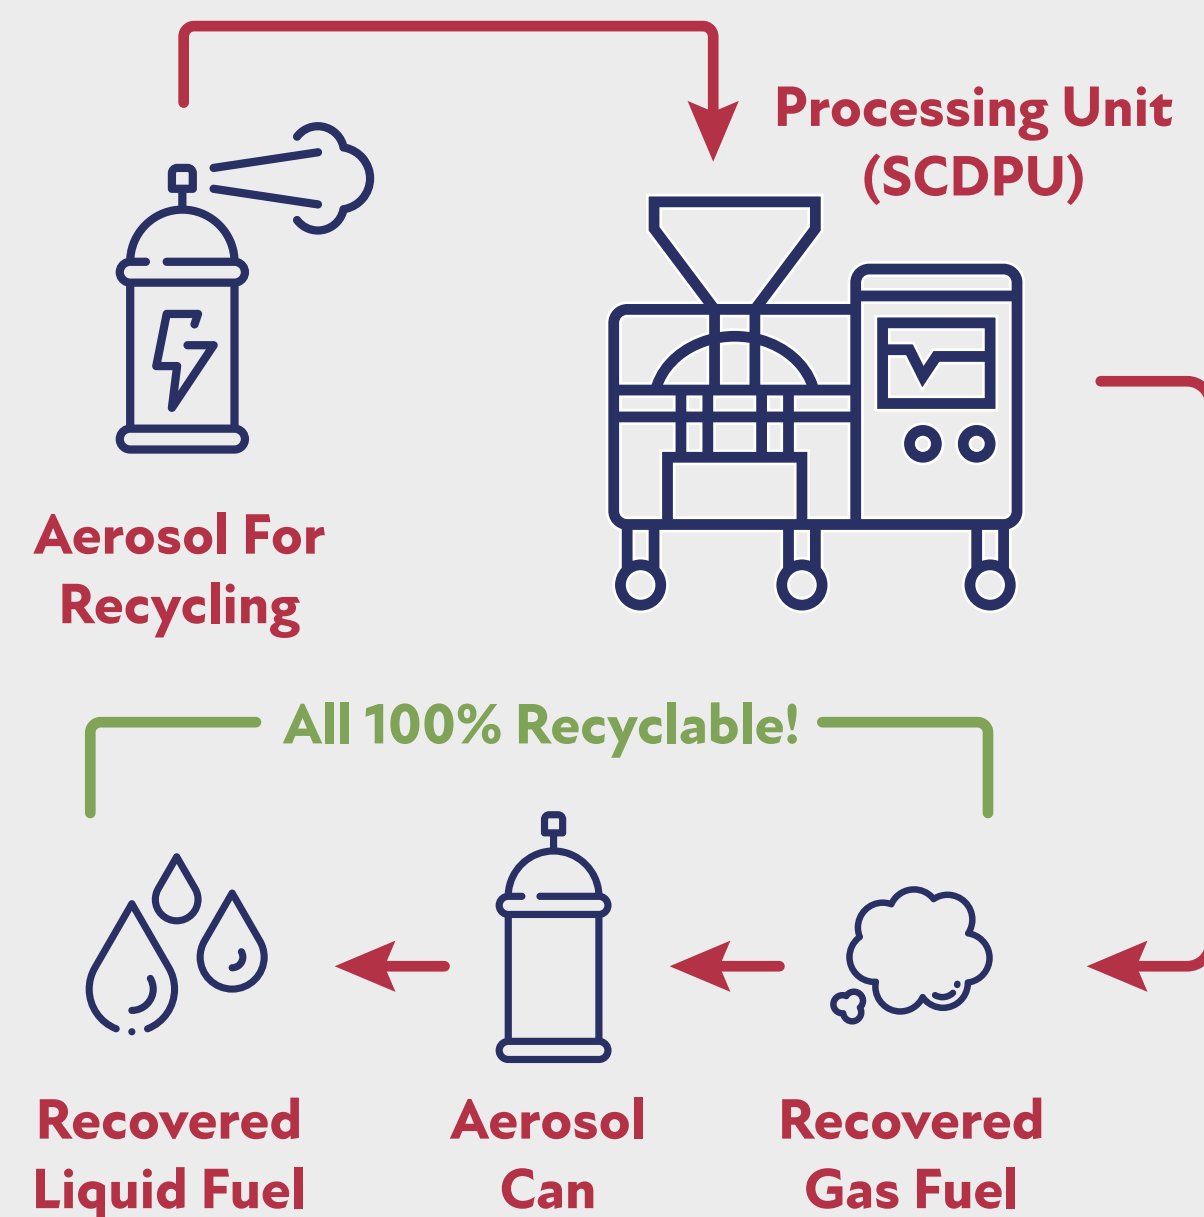 Processing Unit
(SCDPU)
Aerosol For
Recycling
All 100% Recyclable!
Recovered
Liquid Fuel
Aerosol
Can
Recovered
Gas Fuel